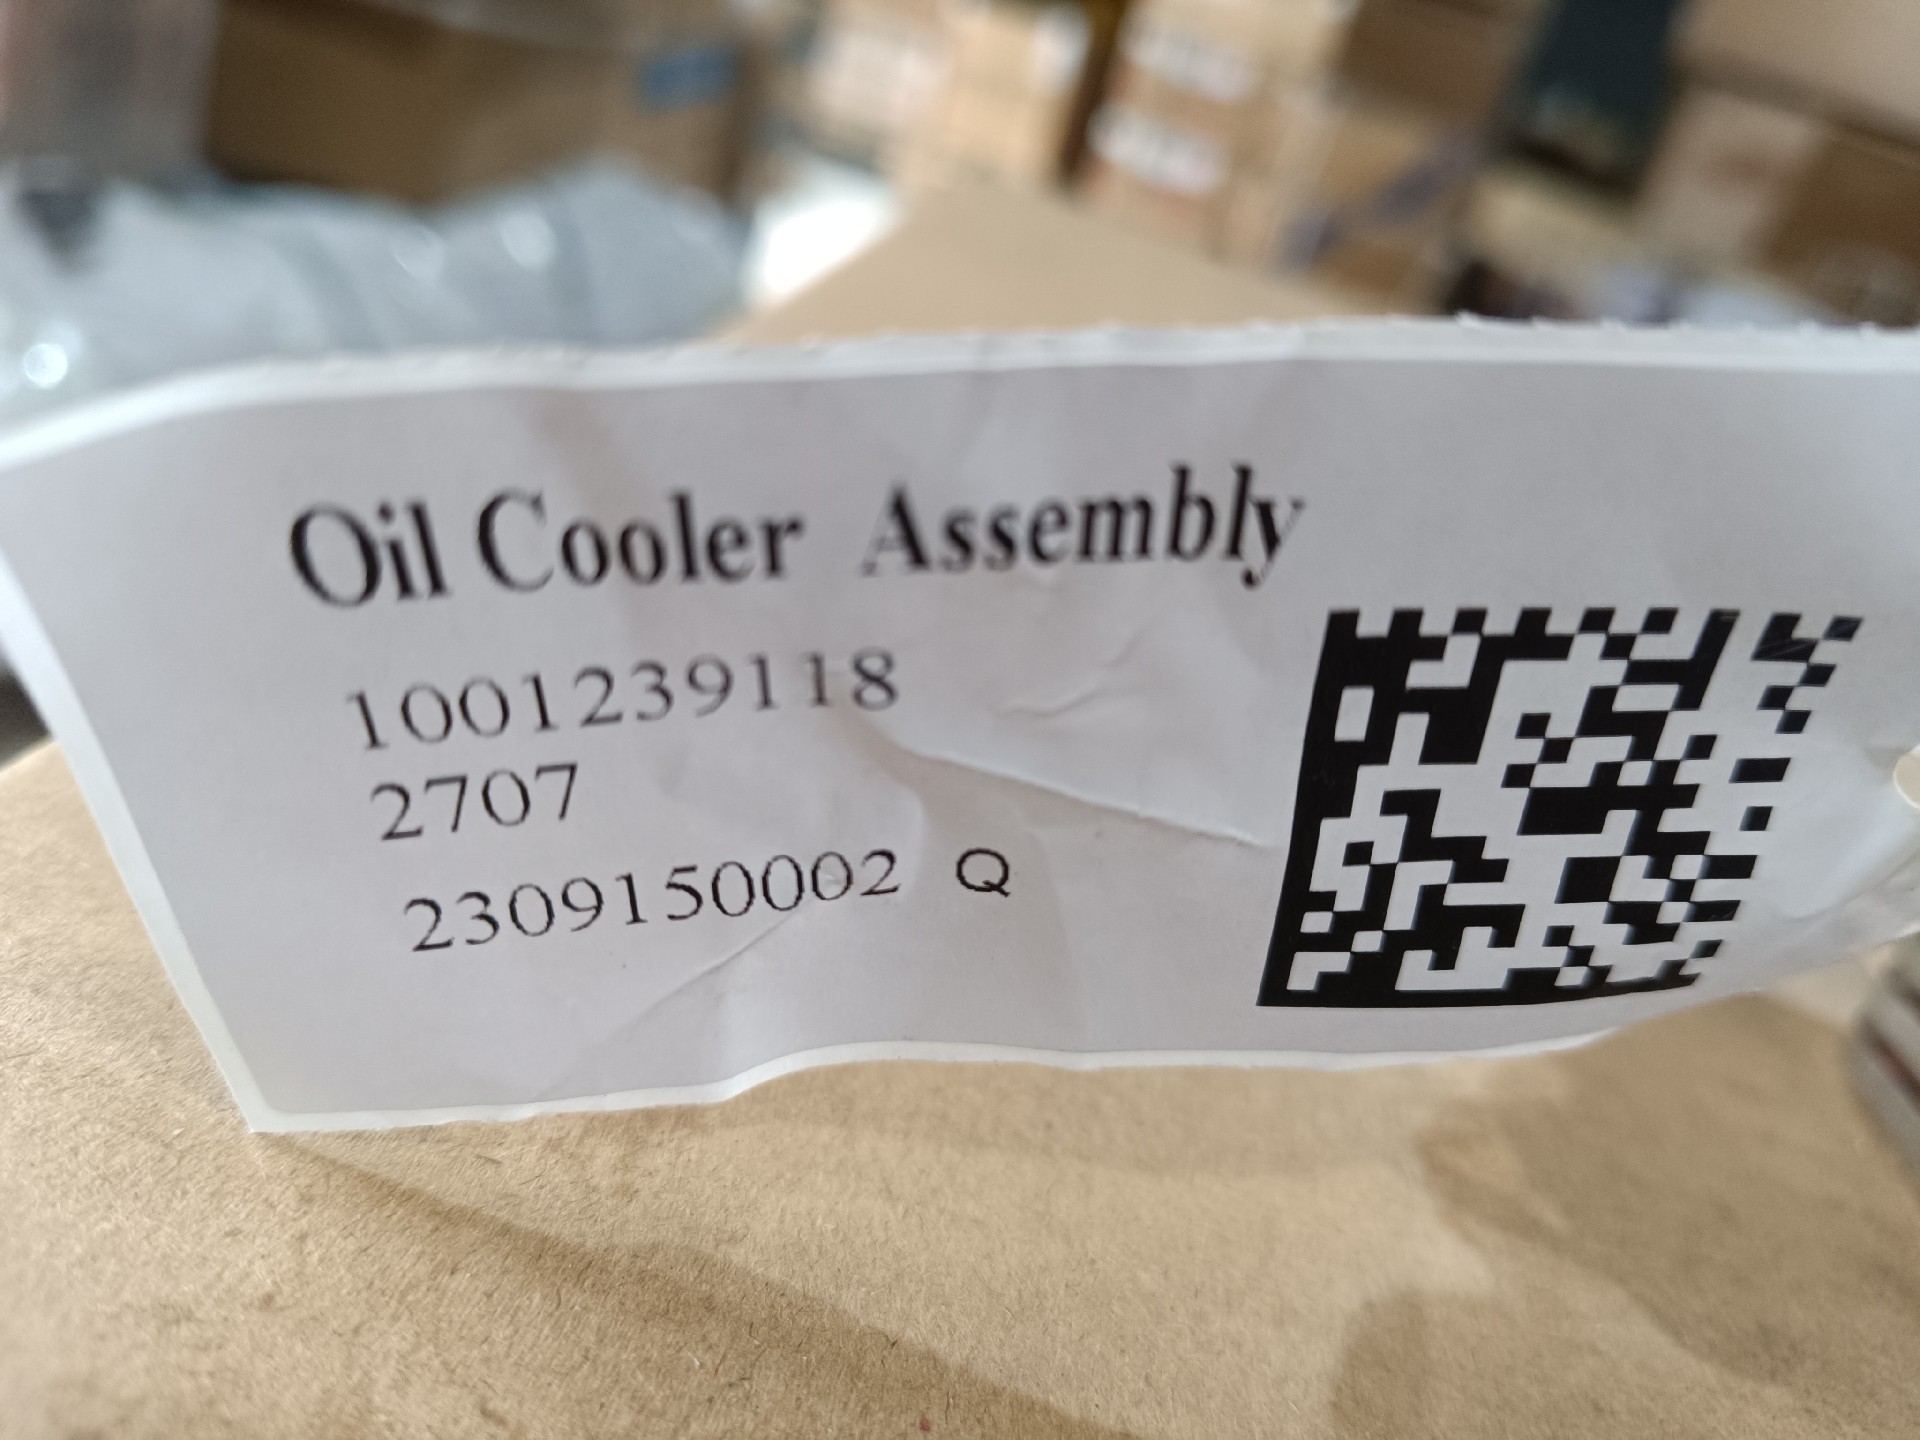 Oil Cooler Assembly
1001239118
2707
2309150002 Q